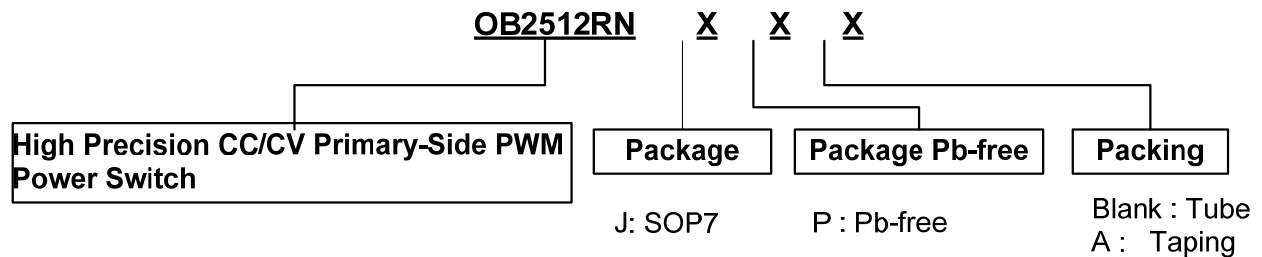 OB2512RN X X X
High Precision CC/CV Primary-Side PWM
Power Switch
Package
Package Pb-free
Packing
J: SOP7
P : Pb-free
Blank : Tube
A : Taping